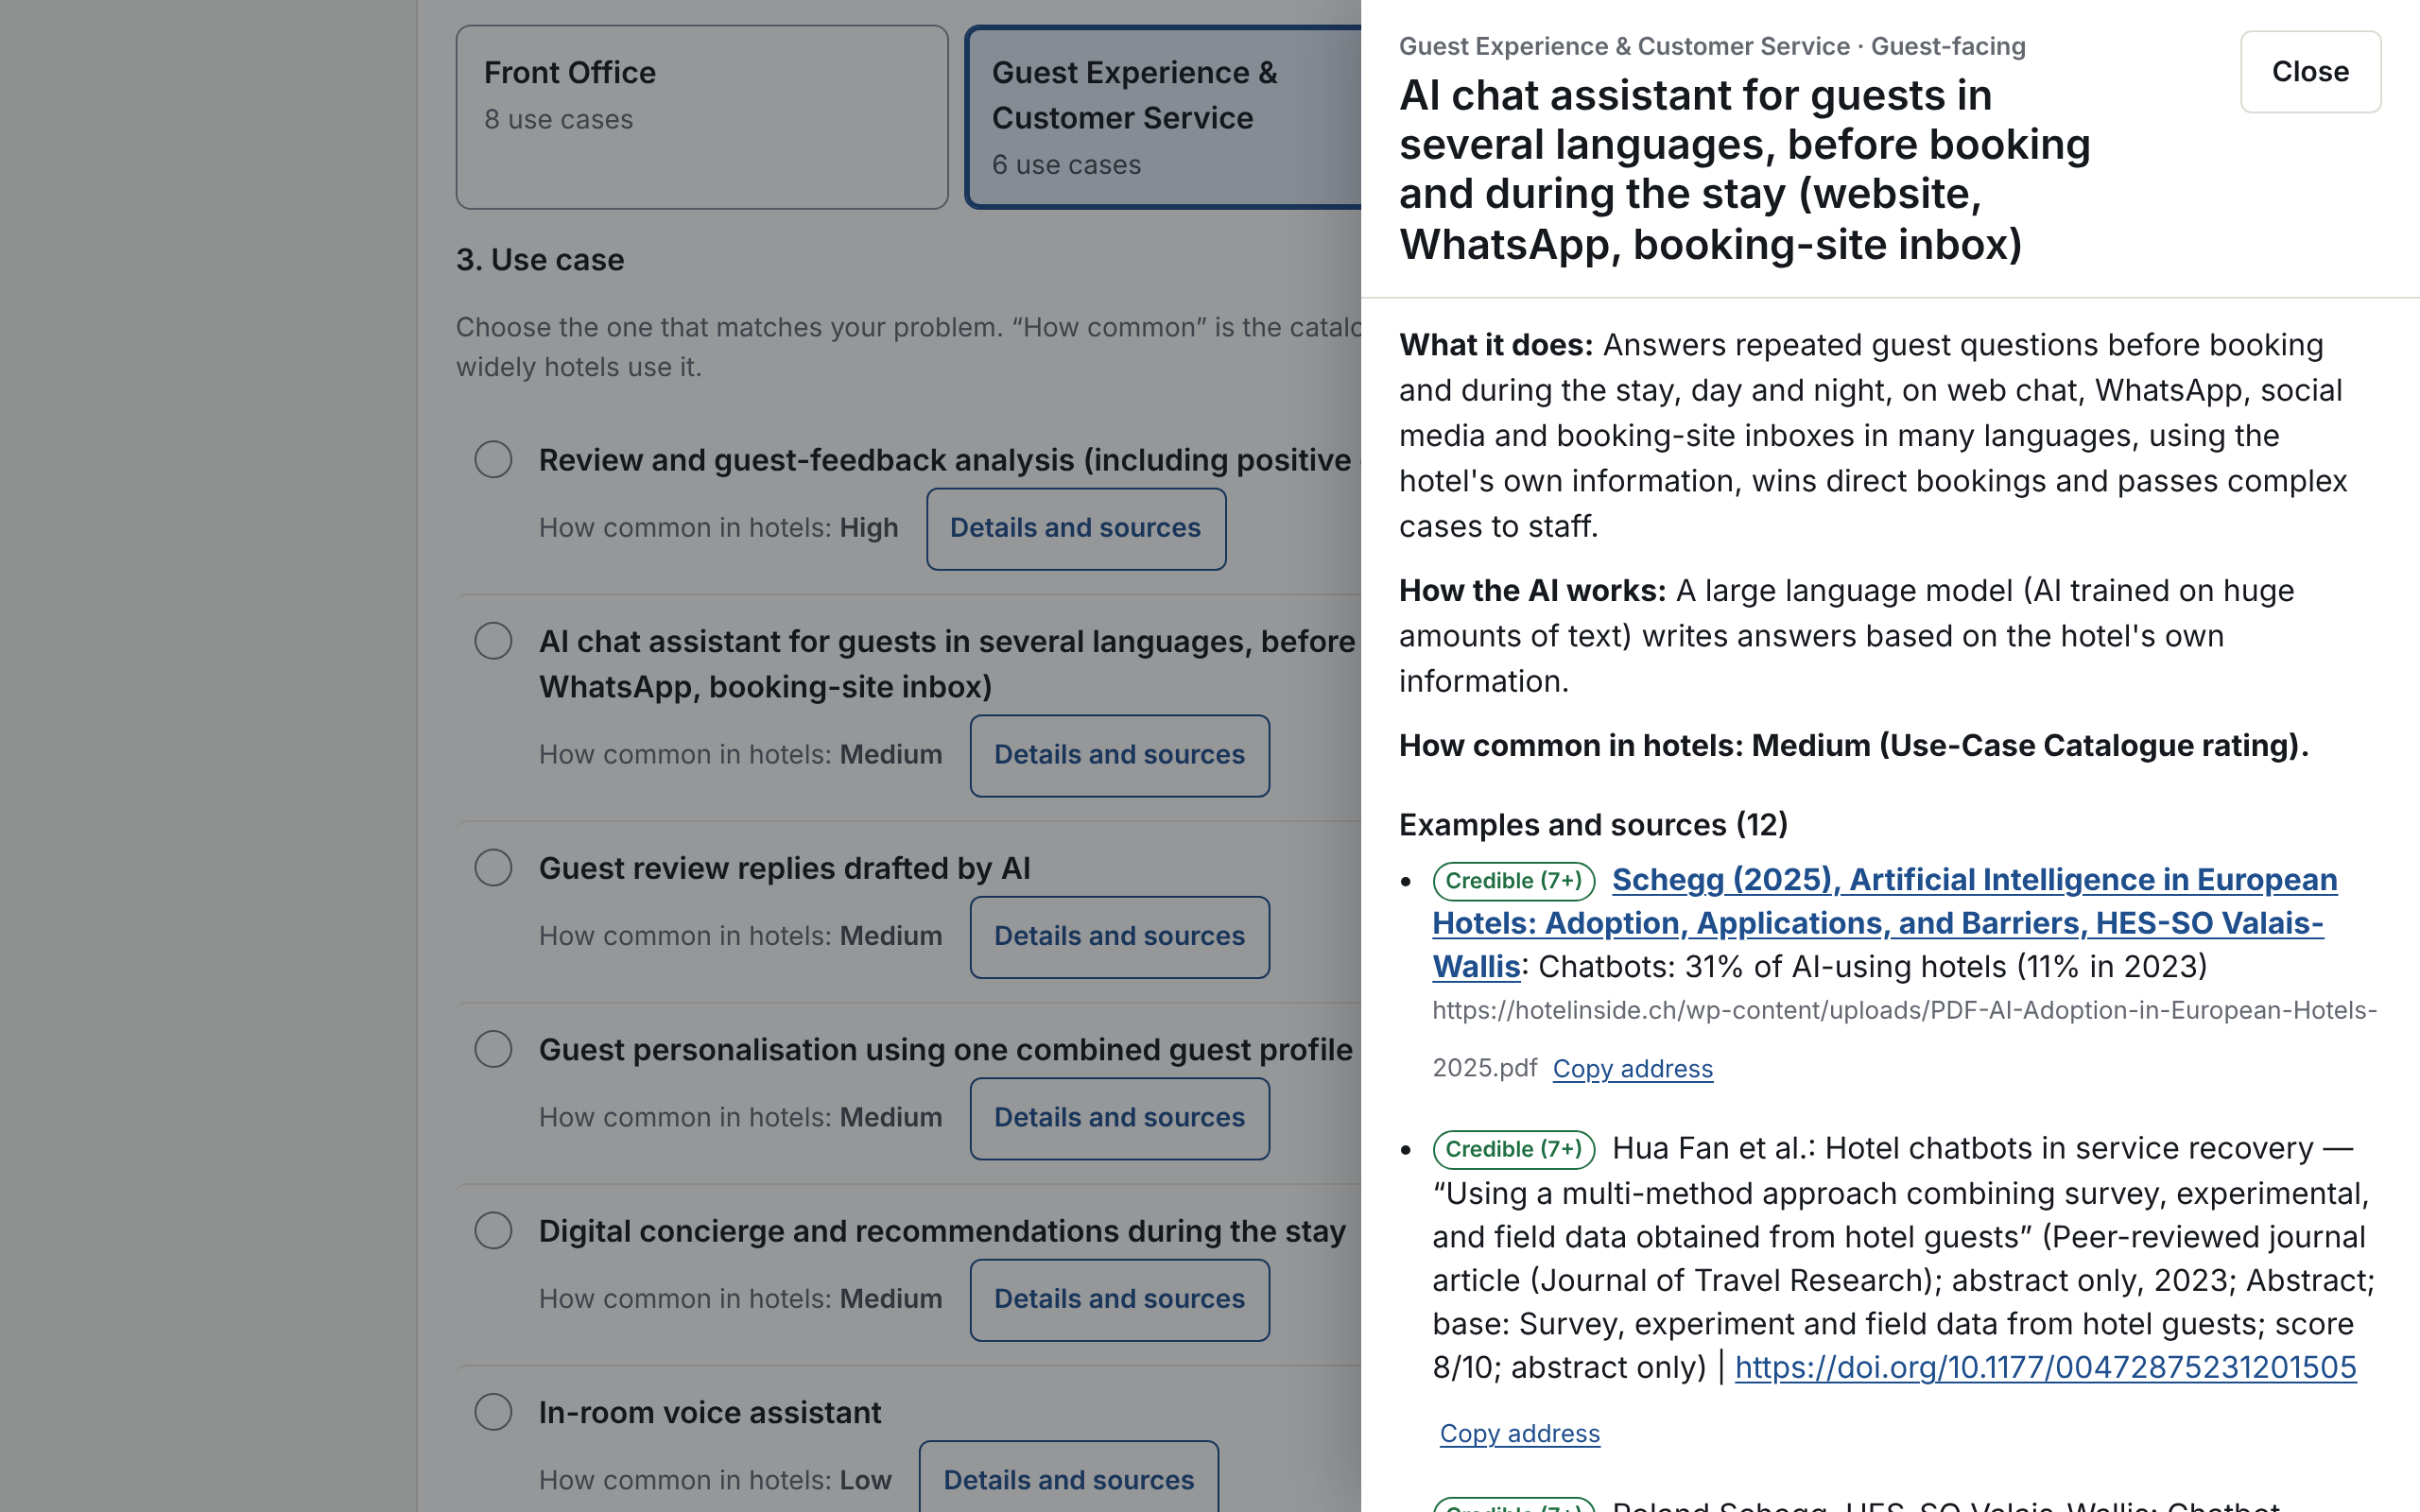 Front Office
8 use cases
Guest Experience &
Customer Service
6 use cases
3. Use case
Choose the one that matches your problem. “How common” is the catalo
widely hotels use it.
Review and guest-feedback analysis (including positive
How common in hotels: High
Details and sources
AI chat assistant for guests in several languages, before
WhatsApp, booking-site inbox)
How common in hotels: Medium
Details and sources
Guest review replies drafted by AI
How common in hotels: Medium
Details and sources
Guest personalisation using one combined guest profile
How common in hotels: Medium
Details and sources
Digital concierge and recommendations during the stay
How common in hotels: Medium
Details and sources
In-room voice assistant
How common in hotels: Low
Details and sources
Guest Experience & Customer Service · Guest-facing
AI chat assistant for guests in
several languages, before booking
and during the stay (website,
WhatsApp, booking-site inbox)
Close
What it does: Answers repeated guest questions before booking
and during the stay, day and night, on web chat, WhatsApp, social
media and booking-site inboxes in many languages, using the
hotel's own information, wins direct bookings and passes complex
cases to staff.
How the AI works: A large language model (AI trained on huge
amounts of text) writes answers based on the hotel's own
information.
How common in hotels: Medium (Use-Case Catalogue rating).
Examples and sources (12)
• Credible (7+) Schegg (2025), Artificial Intelligence in European
Hotels: Adoption, Applications, and Barriers, HES-SO Valais-
Wallis: Chatbots: 31% of AI-using hotels (11% in 2023)
https://hotelinside.ch/wp-content/uploads/PDF-AI-Adoption-in-European-Hotels-
2025.pdf Copy address
• Credible (7+) Hua Fan et al.: Hotel chatbots in service recovery —
“Using a multi-method approach combining survey, experimental,
and field data obtained from hotel guests” (Peer-reviewed journal
article (Journal of Travel Research); abstract only, 2023; Abstract;
base: Survey, experiment and field data from hotel guests; score
8/10; abstract only) | https://doi.org/10.1177/00472875231201505
Copy address
Credible (7+) Roland Schegg, HES-SO Valais-Wallis: Chatbot